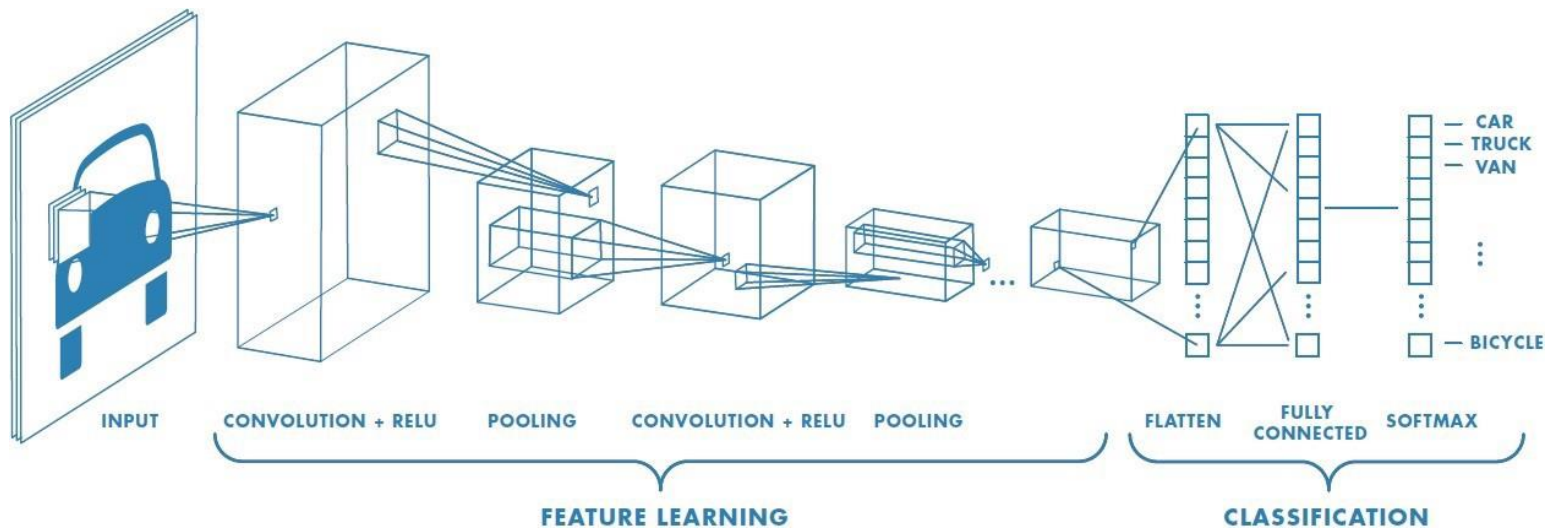 CAR
TRUCK
VAN
BICYCLE
INPUT
CONVOLUTION + RELU
POOLING
CONVOLUTION + RELU
POOLING
FLATTEN
FULLY
CONNECTED
SOFTMAX
FEATURE LEARNING
CLASSIFICATION